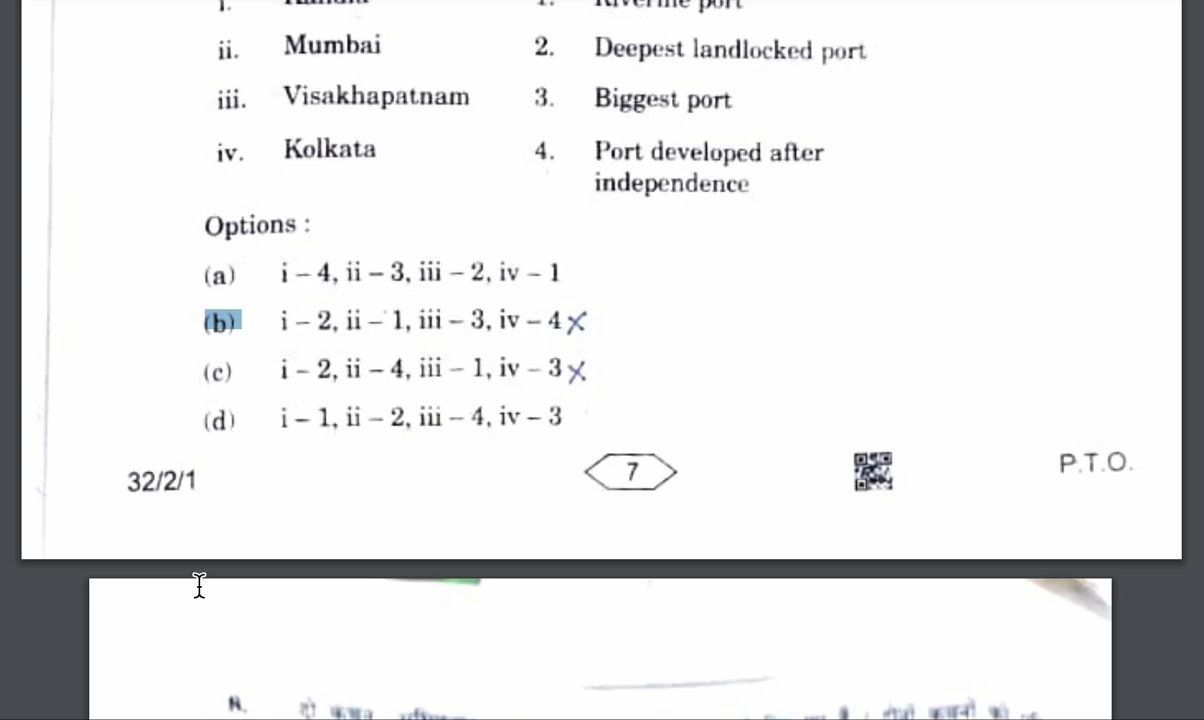 ii. Mumbai 2. Deepest landlocked port
iii. Visakhapatnam 3. Biggest port
iv. Kolkata 4. Port developed after
independence
Options :
(a) i – 4, ii – 3, iii – 2, iv – 1
(b) i – 2, ii – 1, iii – 3, iv – 4 X
(c) i – 2, ii – 4, iii – 1, iv – 3 X
(d) i – 1, ii – 2, iii – 4, iv – 3
32/2/1 7 P.T.O.